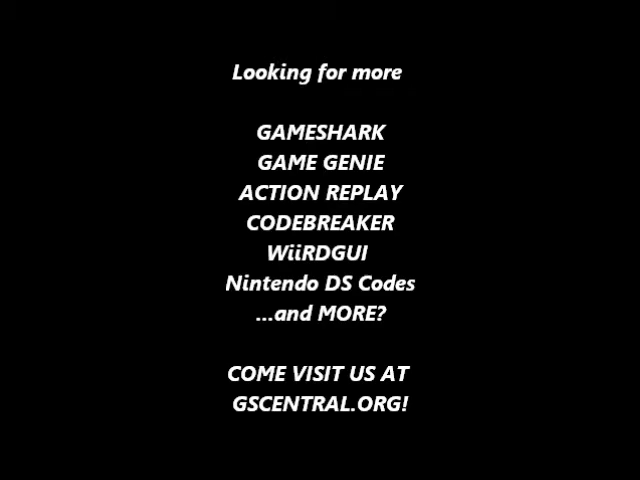 Looking for more
GAMESHARK
GAME GENIE
ACTION REPLAY
CODEBREAKER
WiiRDGUI
Nintendo DS Codes
...and MORE?
COME VISIT US AT
GSCENTRAL.ORG!